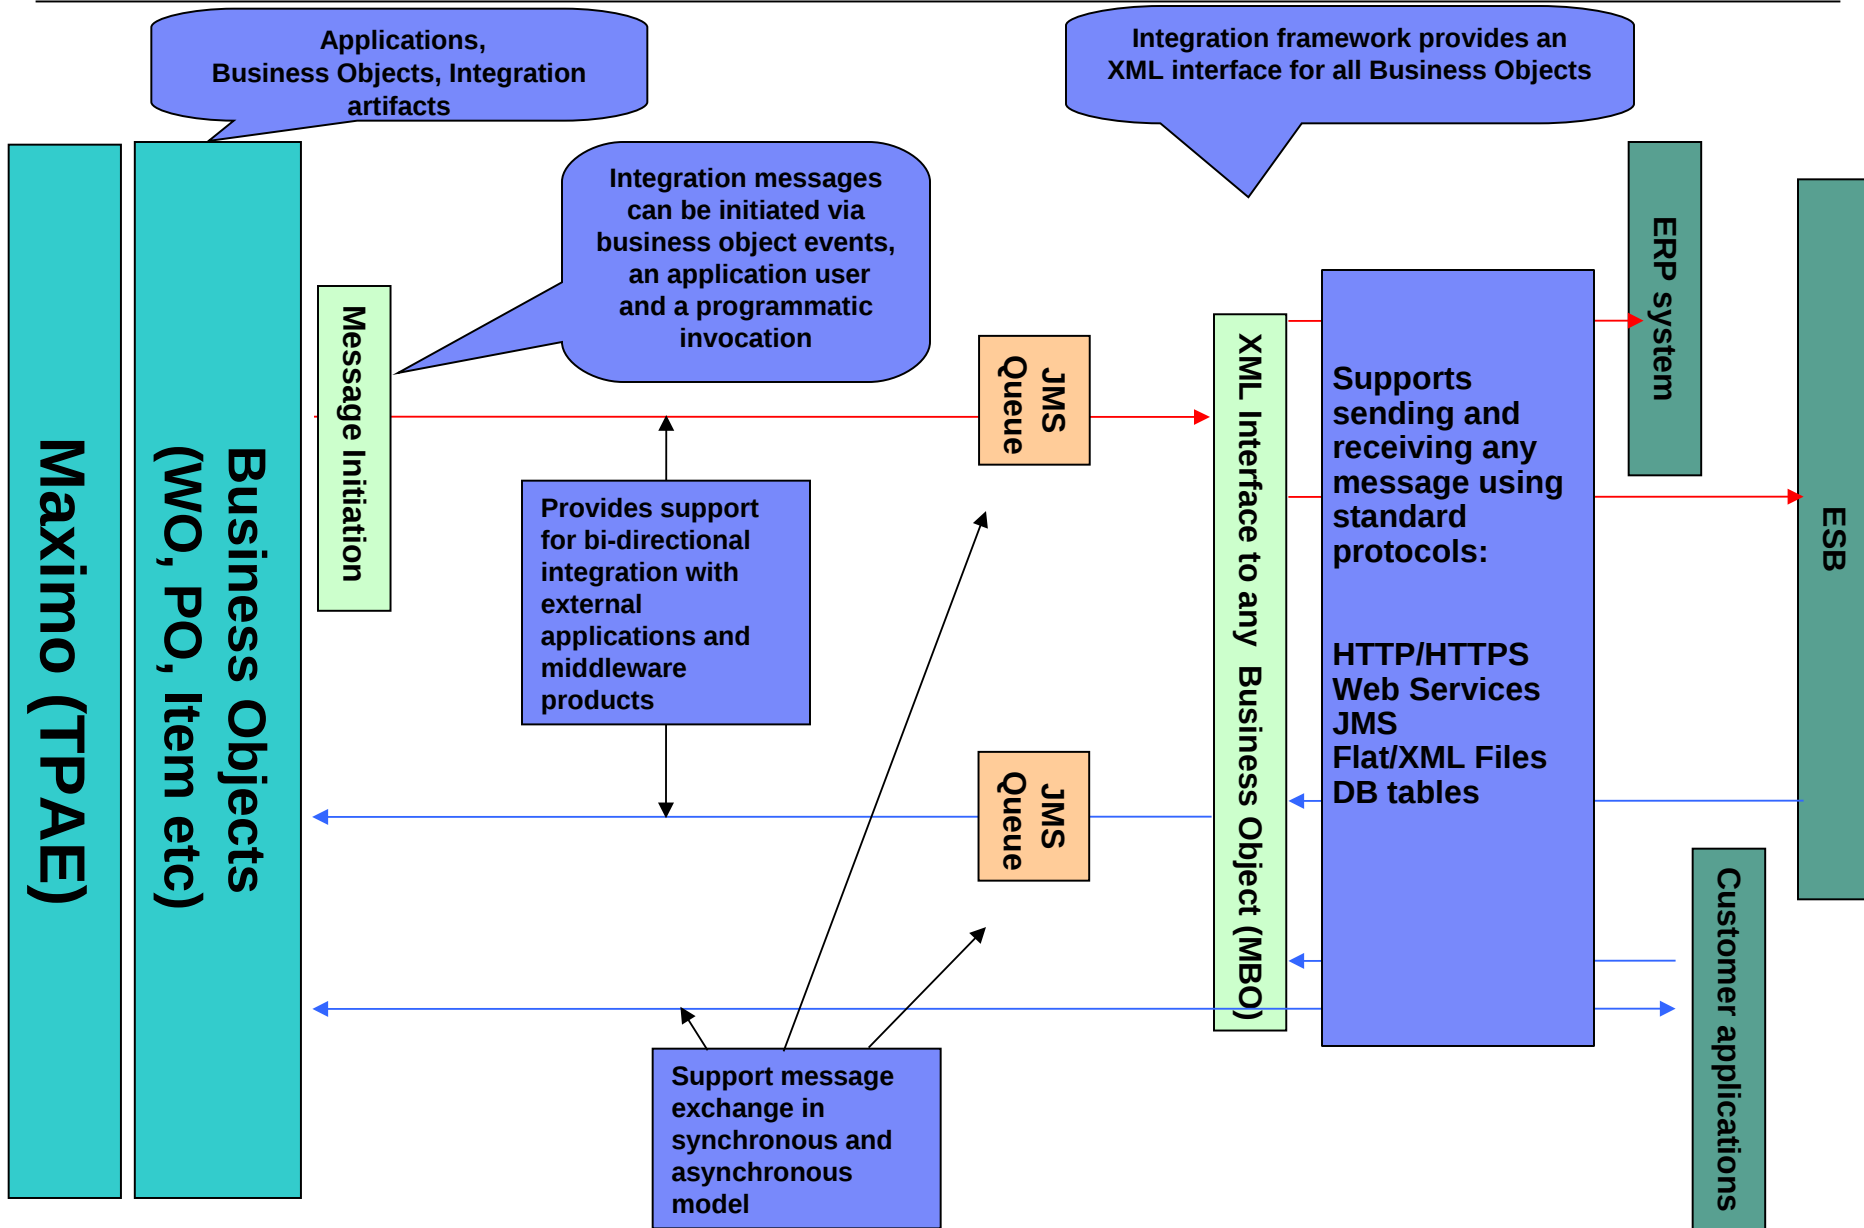 Applications,
Business Objects, Integration
artifacts
Integration framework provides an
XML interface for all Business Objects
Integration messages
can be initiated via
business object events,
an application user
and a programmatic
invocation
Maximo (TPAE)
Business Objects
(WO, PO, Item etc)
Message Initiation
JMS
Queue
Provides support
for bi-directional
integration with
external
applications and
middleware
products
JMS
Queue
Support message
exchange in
synchronous and
asynchronous
model
XML Interface to any Business Object (MBO)
Supports
sending and
receiving any
message using
standard
protocols:
HTTP/HTTPS
Web Services
JMS
Flat/XML Files
DB tables
ERP system
ESB
Customer applications